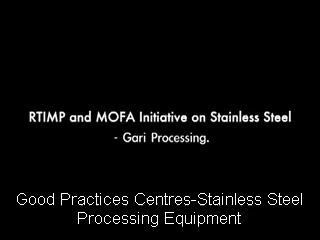 RTIMP and MOFA Initiative on Stainless Steel
- Gari Processing.
Good Practices Centres-Stainless Steel
Processing Equipment